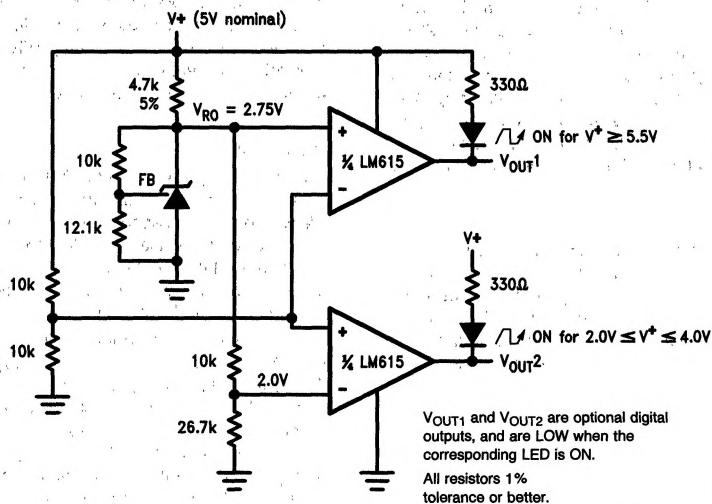 V+ (5V nominal)
4.7k
5%
V_RO = 2.75V
330Ω
ON for V⁺ ≥ 5.5V
V_OUT1
+
¼ LM615
−
10k
FB
12.1k
V+
330Ω
10k
10k
+
¼ LM615
−
ON for 2.0V ≤ V⁺ ≤ 4.0V
V_OUT2
10k
2.0V
26.7k
V_OUT1 and V_OUT2 are optional digital
outputs, and are LOW when the
corresponding LED is ON.
All resistors 1%
tolerance or better.